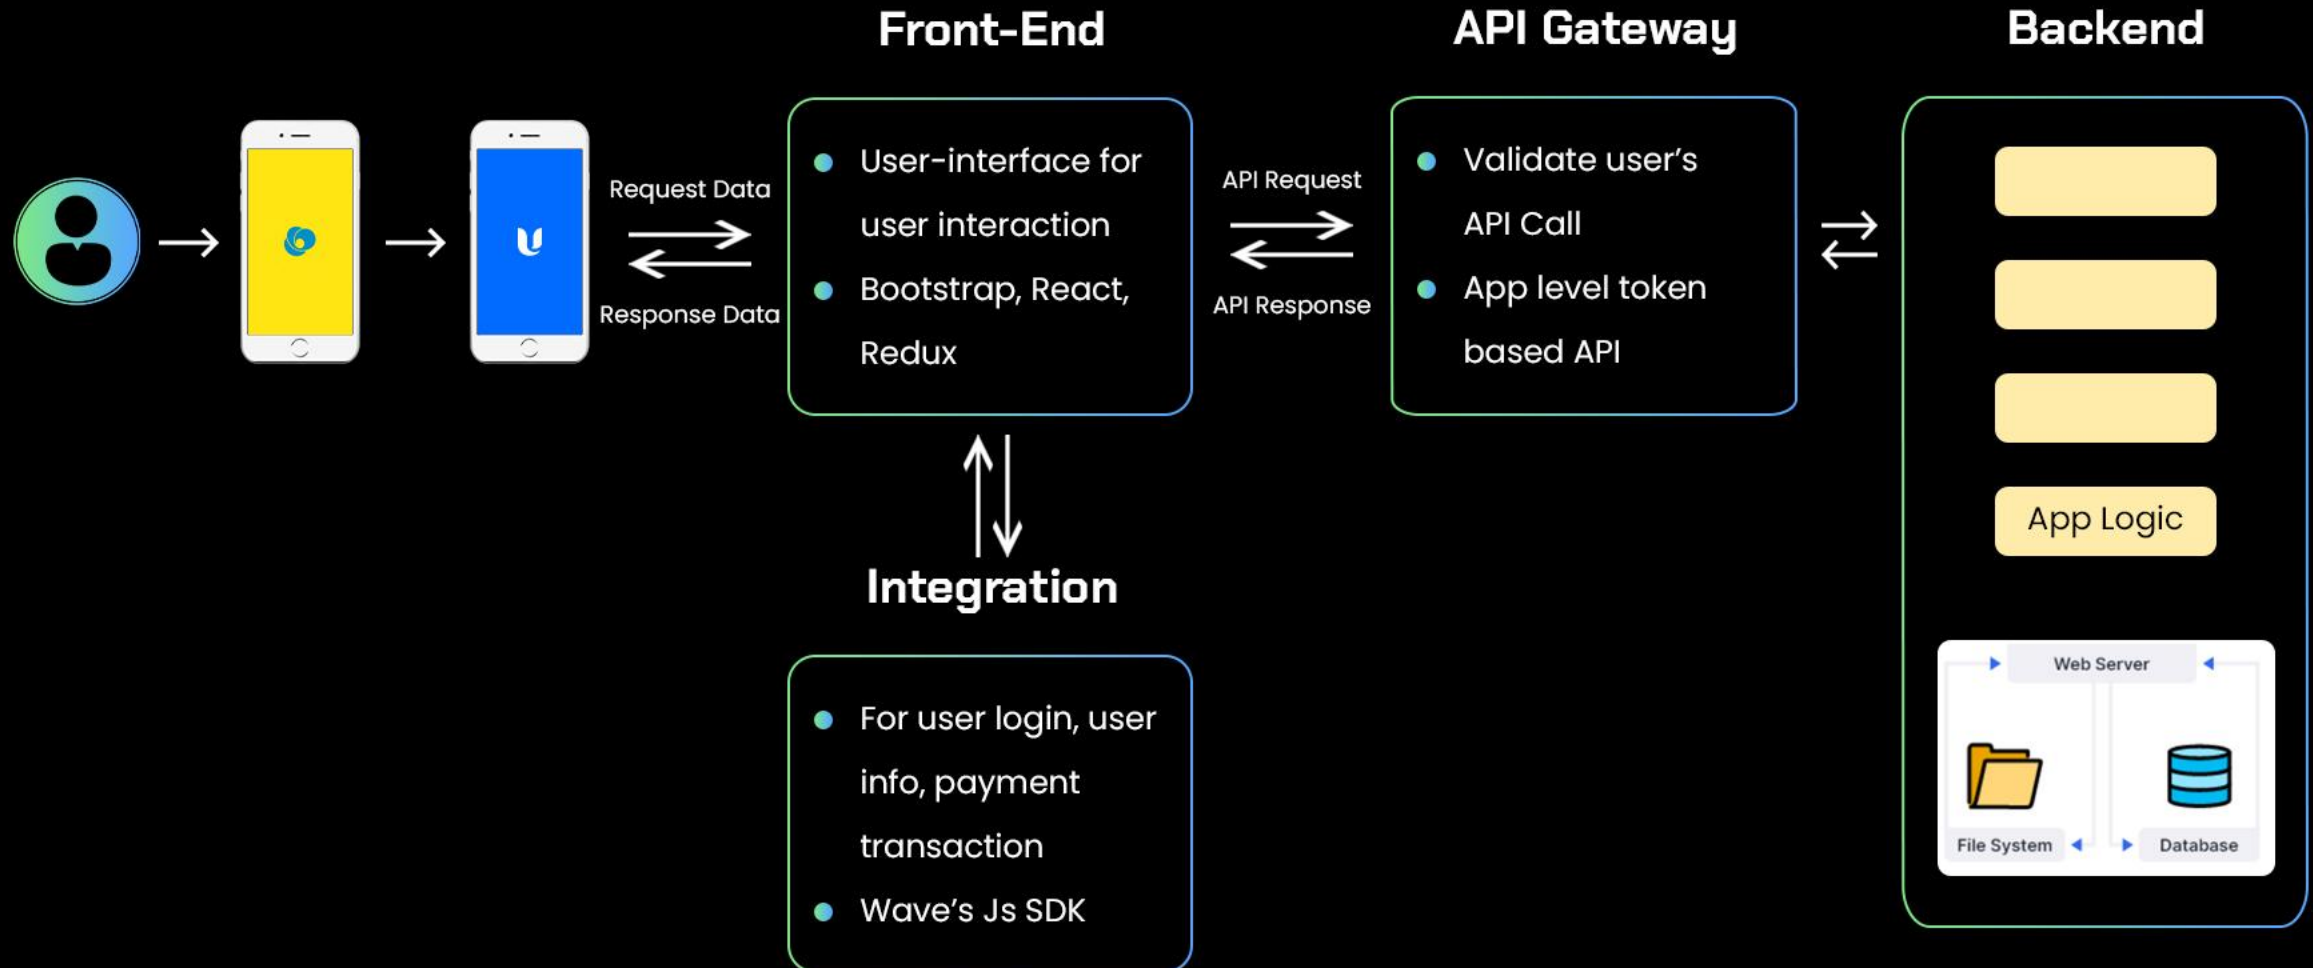 Front-End
API Gateway
Backend
Request Data
Response Data
User-interface for
user interaction
Bootstrap, React,
Redux
API Request
API Response
Validate user’s
API Call
App level token
based API
App Logic
Web Server
File System
Database
Integration
For user login, user
info, payment
transaction
Wave’s Js SDK